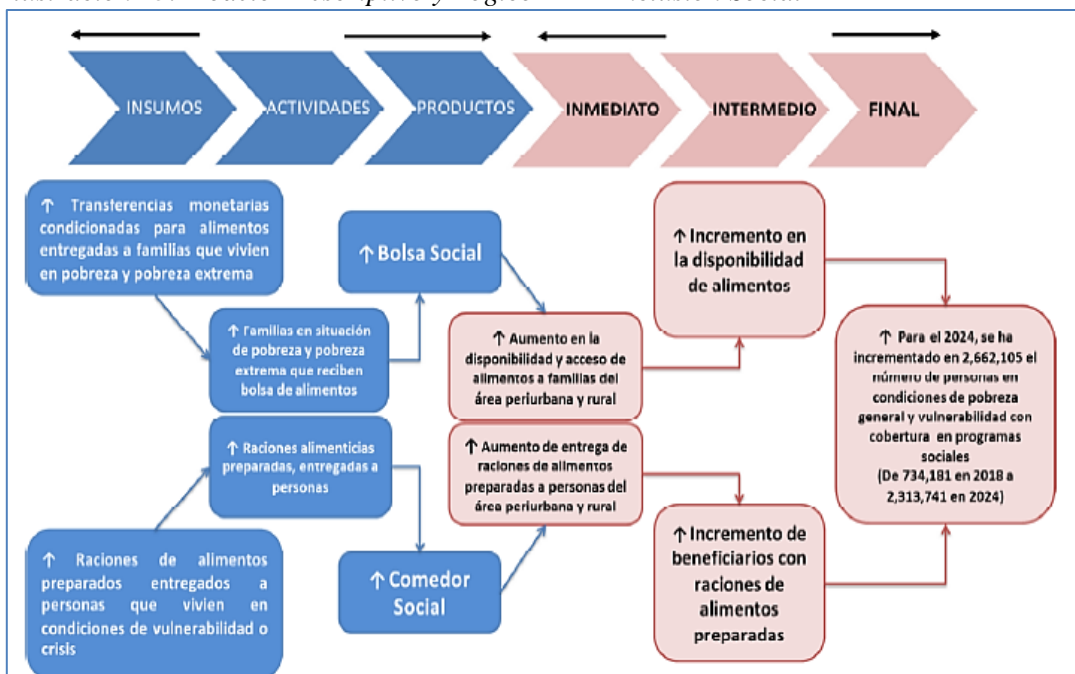 INSUMOS
ACTIVIDADES
PRODUCTOS
INMEDIATO
INTERMEDIO
FINAL
↑ Transferencias monetarias
condicionadas para alimentos
entregadas a familias que vivien
en pobreza y pobreza extrema
↑ Familias en situación
de pobreza y pobreza
extrema que reciben
bolsa de alimentos
↑ Raciones alimenticias
preparadas, entregadas a
personas
↑ Raciones de alimentos
preparados entregados a
personas que vivien en
condiciones de vulnerabilidad o
crisis
↑ Bolsa Social
↑ Comedor
Social
↑ Aumento en la
disponibilidad y acceso de
alimentos a familias del
área periurbana y rural
↑ Aumento de entrega de
raciones de alimentos
preparadas a personas del
área periurbana y rural
↑ Incremento en
la disponibilidad
de alimentos
↑ Incremento de
beneficiarios con
raciones de
alimentos
preparadas
↑ Para el 2024, se ha
incrementado en 2,662,105 el
número de personas en
condiciones de pobreza
general y vulnerabilidad con
cobertura en programas
sociales
(De 734,181 en 2018 a
2,313,741 en 2024)